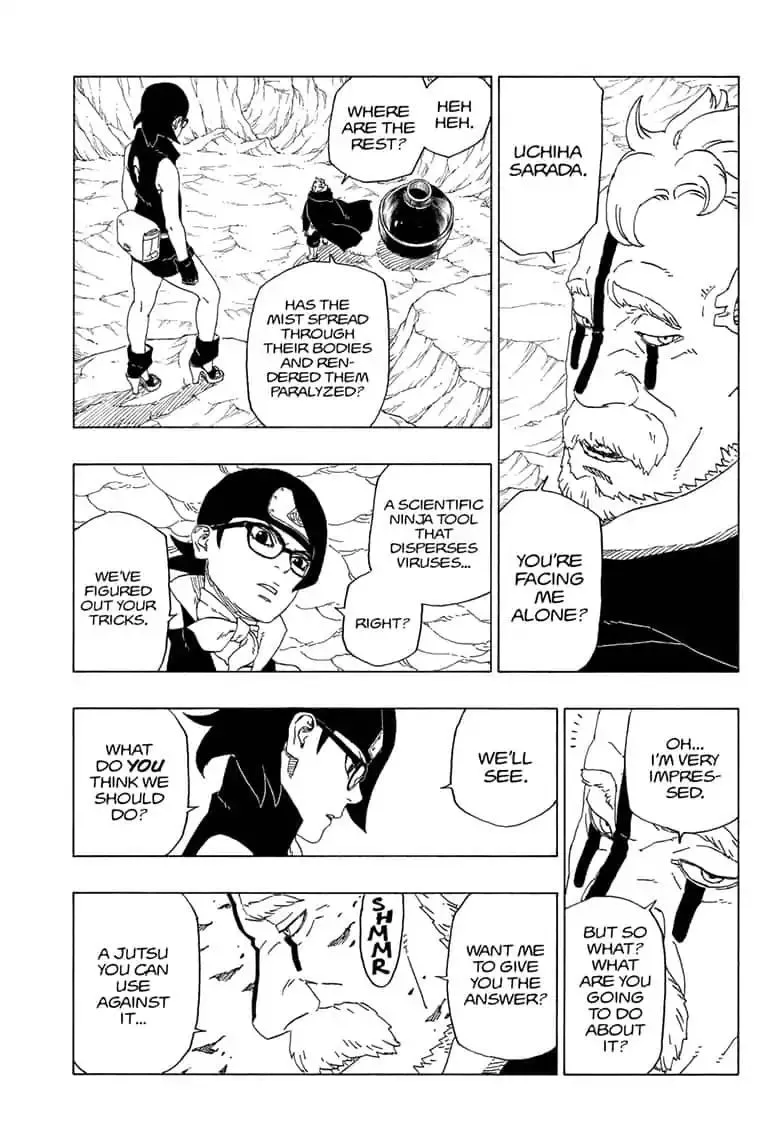 UCHIHA
SARADA.
YOU'RE
FACING
ME
ALONE?
HEH
HEH.
WHERE
ARE THE
REST?
HAS THE
MIST SPREAD
THROUGH
THEIR BODIES
AND REN-
DERED THEM
PARALYZED?
A SCIENTIFIC
NINJA TOOL
THAT
DISPERSES
VIRUSES...
RIGHT?
WE'VE
FIGURED
OUT YOUR
TRICKS.
OH...
I'M VERY
IMPRES-
SED.
BUT SO
WHAT?
WHAT
ARE YOU
GOING
TO DO
ABOUT
IT?
WE'LL
SEE.
WHAT
DO YOU
THINK WE
SHOULD
DO?
WANT ME
TO GIVE
YOU THE
ANSWER?
SHMMR
A JUTSU
YOU CAN
USE
AGAINST
IT...